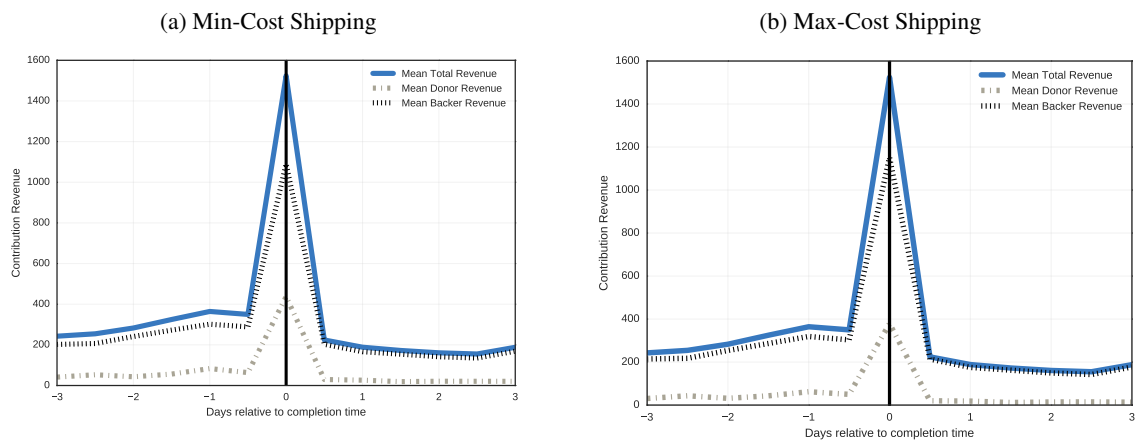 (a) Min-Cost Shipping
1600
1400
1200
1000
800
600
400
200
0
Contribution Revenue
Mean Total Revenue
Mean Donor Revenue
Mean Backer Revenue
−3
−2
−1
0
1
2
3
Days relative to completion time
(b) Max-Cost Shipping
1600
1400
1200
1000
800
600
400
200
0
Contribution Revenue
Mean Total Revenue
Mean Donor Revenue
Mean Backer Revenue
−3
−2
−1
0
1
2
3
Days relative to completion time